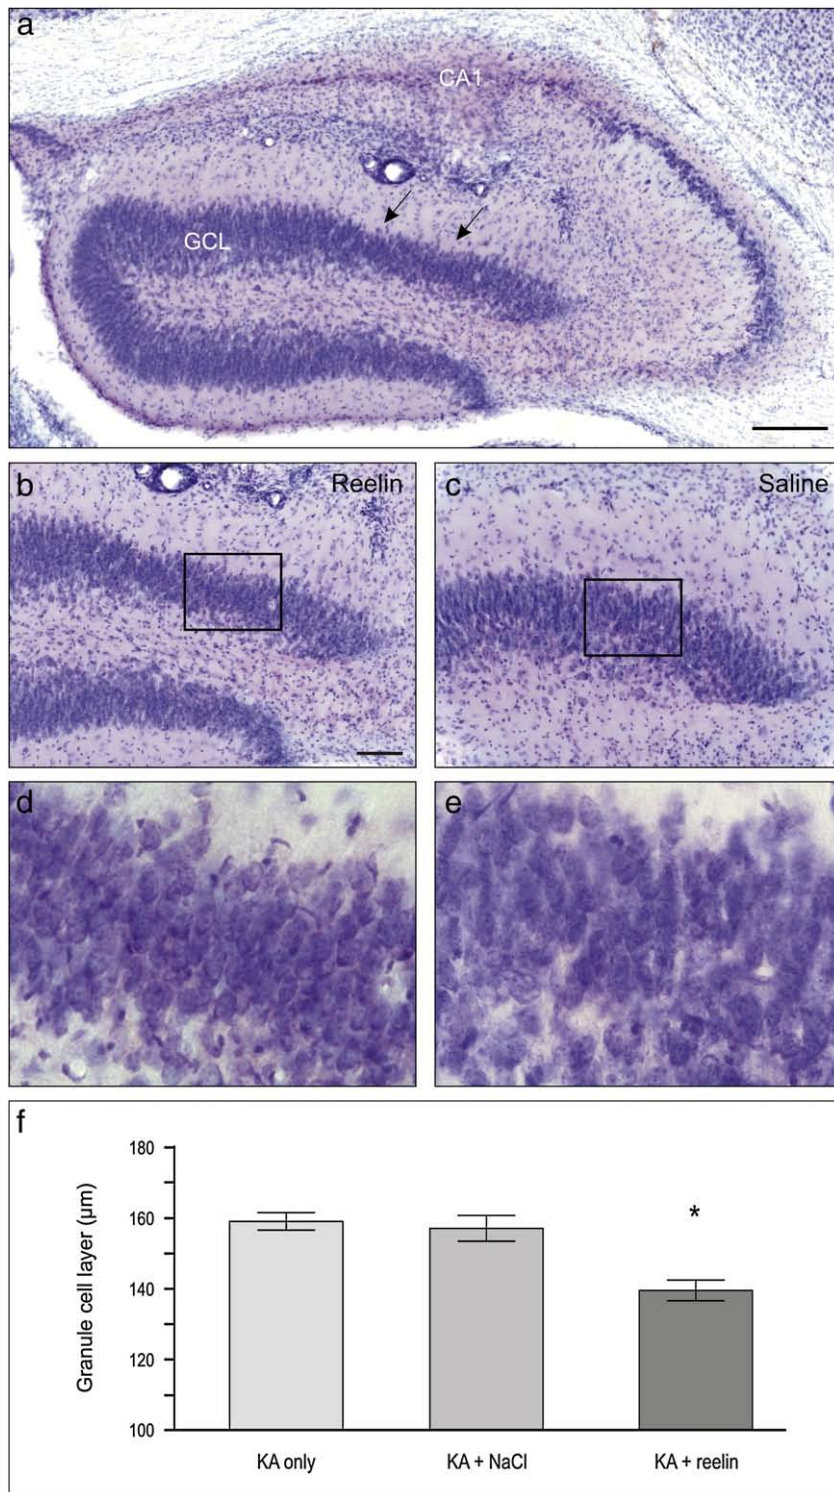 a
CA1
GCL
b
Reelin
c
Saline
d
e
f
180
160
140
120
100
Granule cell layer (µm)
*
KA only
KA + NaCl
KA + reelin